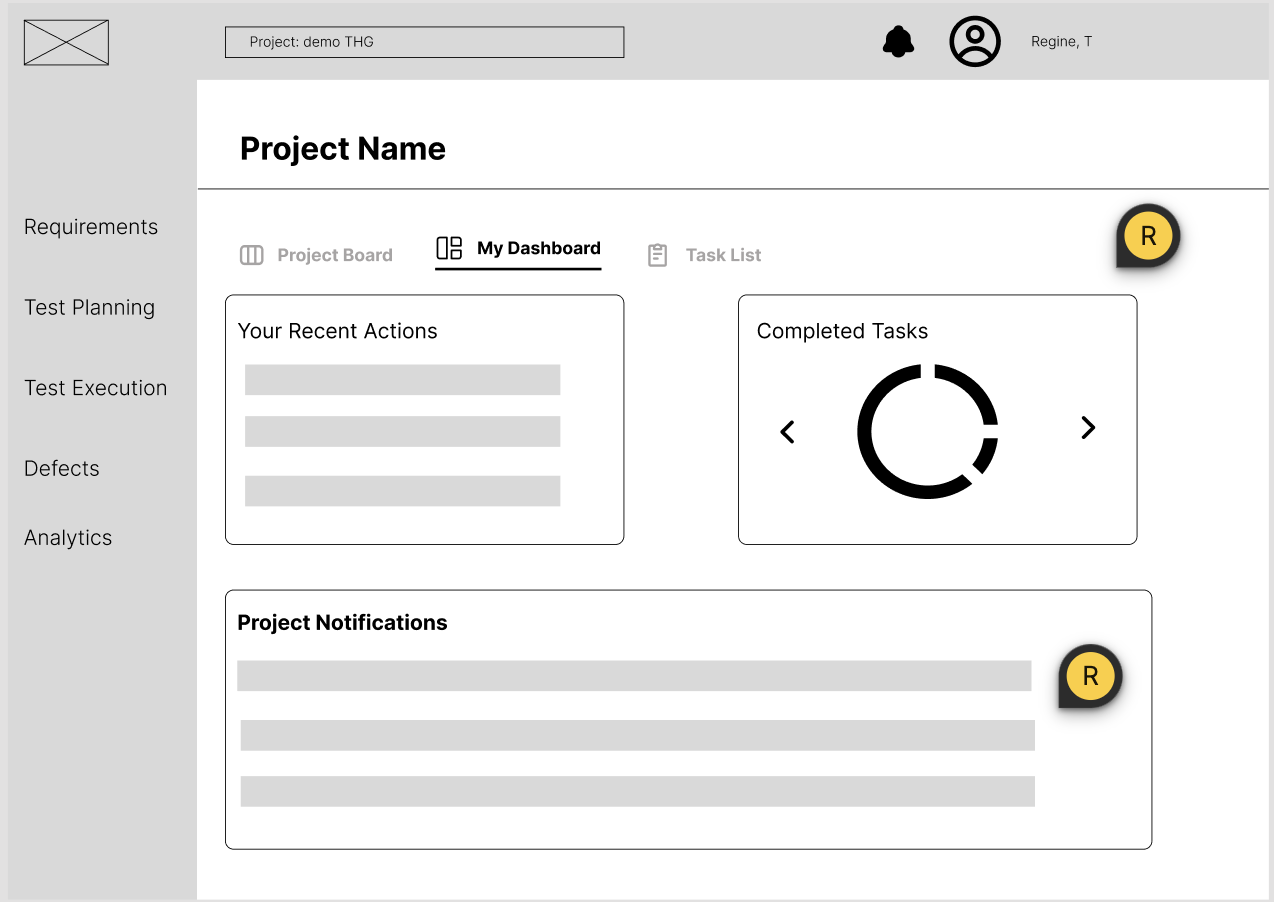 Project: demo THG
Regine, T
Project Name
Requirements
Test Planning
Test Execution
Defects
Analytics
Project Board
My Dashboard
Task List
R
Your Recent Actions
Completed Tasks
Project Notifications
R